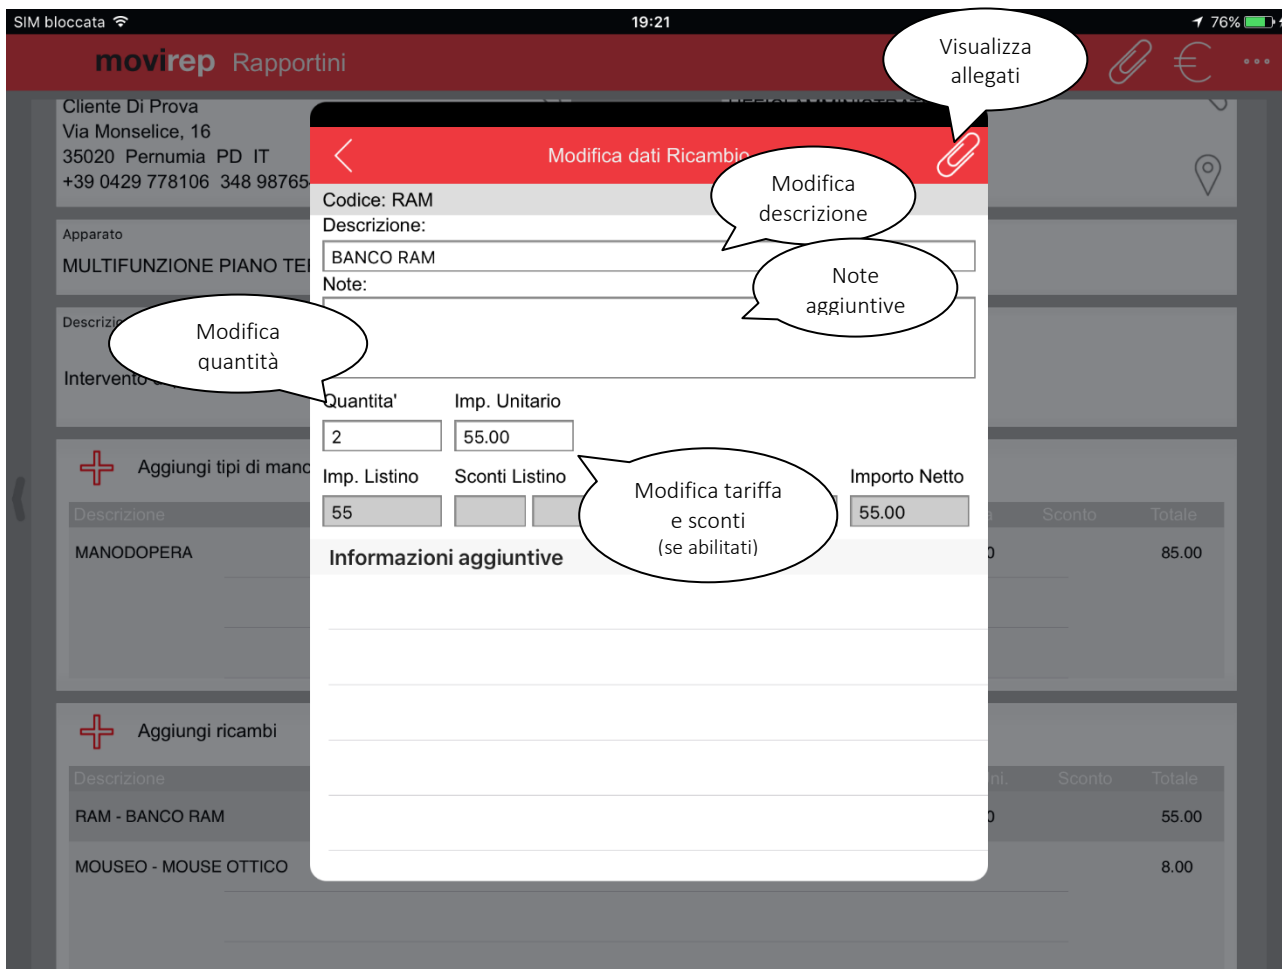 SIM bloccata 19:21 76%
movirep Rapportini
Visualizza
allegati
Cliente Di Prova
Via Monselice, 16
35020 Pernumia PD IT
+39 0429 778106 348 98765
Modifica dati Ricambio
Codice: RAM
Modifica
descrizione
Descrizione:
BANCO RAM
Note:
Note
aggiuntive
Apparato
MULTIFUNZIONE PIANO
Modifica
quantità
Intervento
Quantita' Imp. Unitario
2 55.00
Imp. Listino Sconti Listino Importo Netto
55 55.00
Modifica tariffa
e sconti
(se abilitati)
Informazioni aggiuntive
Aggiungi tipi di
Descrizione Sconto Totale
MANODOPERA 85.00
Aggiungi ricambi
Descrizione Sconto Totale
RAM - BANCO RAM 55.00
MOUSEO - MOUSE OTTICO 8.00